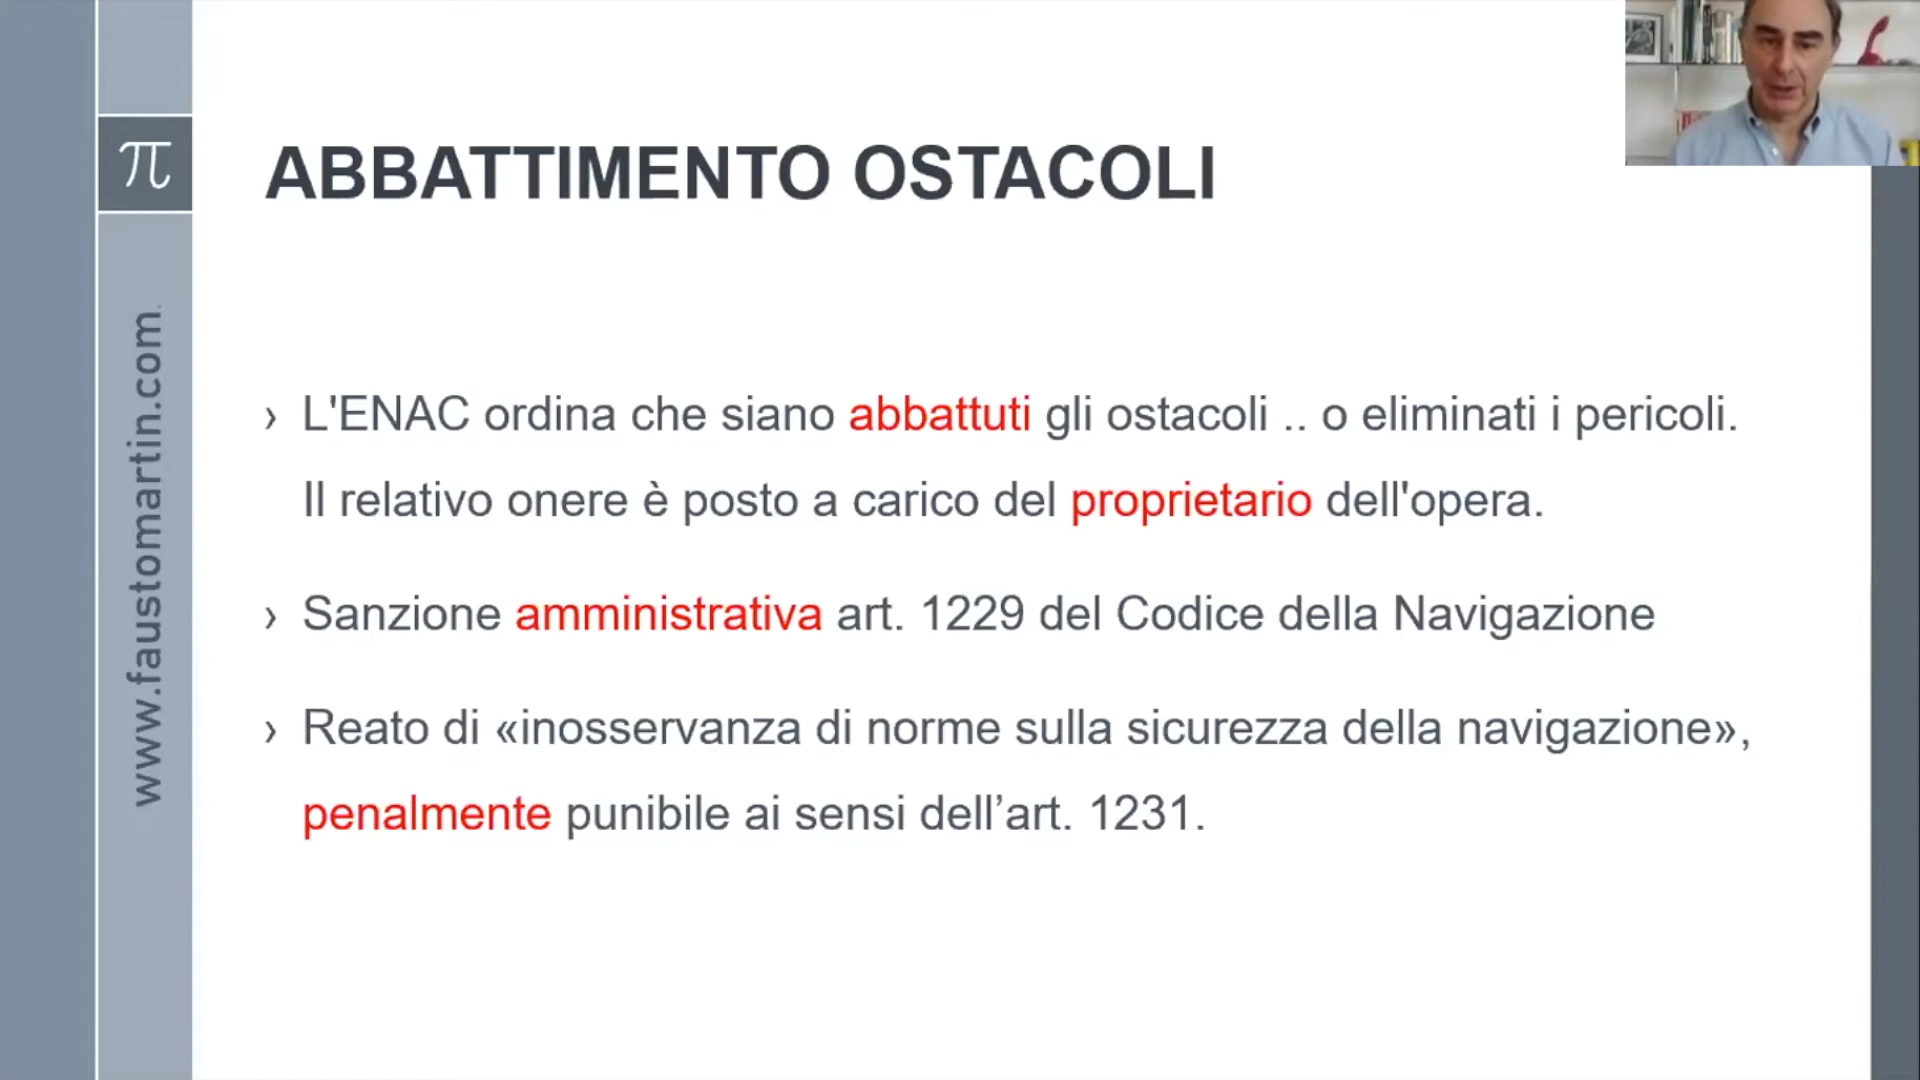 π
www.faustomartin.com
ABBATTIMENTO OSTACOLI
› L'ENAC ordina che siano abbattuti gli ostacoli .. o eliminati i pericoli.
Il relativo onere è posto a carico del proprietario dell'opera.
› Sanzione amministrativa art. 1229 del Codice della Navigazione
› Reato di «inosservanza di norme sulla sicurezza della navigazione»,
penalmente punibile ai sensi dell’art. 1231.